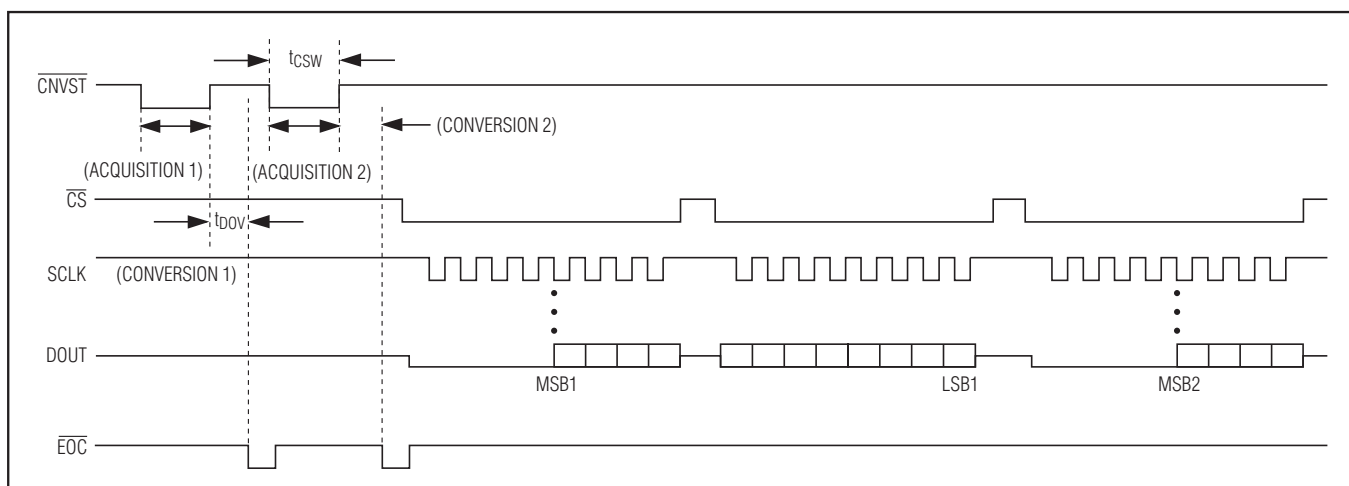 tCSW
CNVST
(CONVERSION 2)
(ACQUISITION 1)
(ACQUISITION 2)
CS
tDOV
SCLK
(CONVERSION 1)
DOUT
MSB1
LSB1
MSB2
EOC